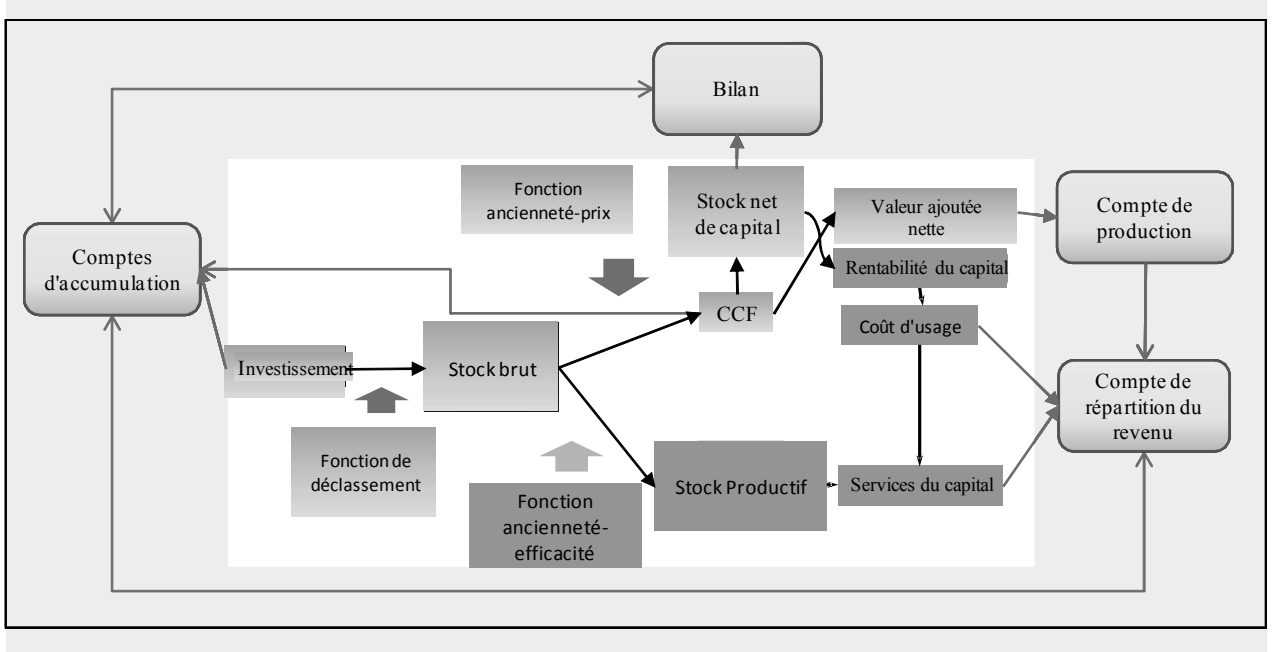 Bilan
Fonction
ancienneté-prix
Stock net
de capital
Valeur ajoutée
nette
Compte de
production
Comptes
d'accumulation
Rentabilité du capital
CCF
Coût d'usage
Investissement
Stock brut
Compte de
répartition du
revenu
Fonction de
déclassement
Stock Productif
Services du capital
Fonction
ancienneté-
efficacité